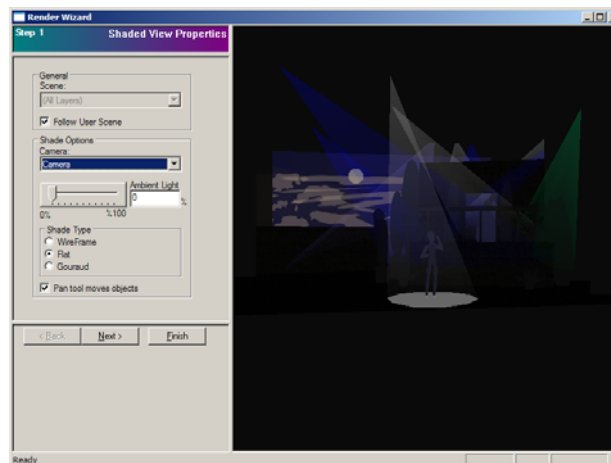 Render Wizard
Step 1 Shaded View Properties
General
Scene:
(All Layers)
Follow User Scene
Shade Options
Camera:
Camera
Ambient Light
0 %
0% %100
Shade Type
WireFrame
Flat
Gouraud
Pan tool moves objects
< Back Next > Finish
Ready